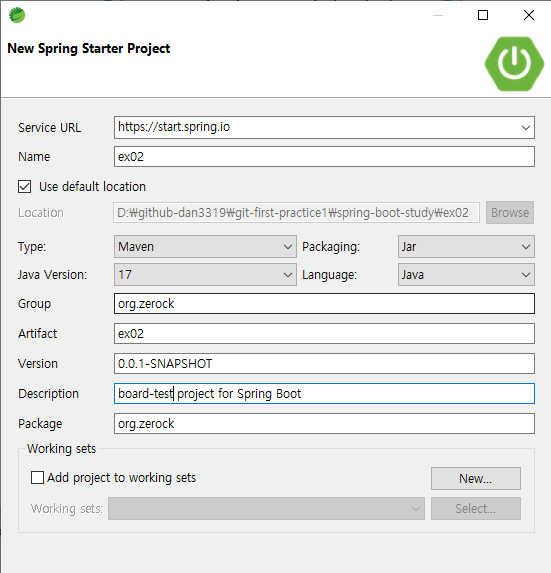 New Spring Starter Project
Service URL https://start.spring.io
Name ex02
Use default location
Location D:₩github-dan3319₩git-first-practice1₩spring-boot-study₩ex02 Browse
Type: Maven Packaging: Jar
Java Version: 17 Language: Java
Group org.zerock
Artifact ex02
Version 0.0.1-SNAPSHOT
Description board-test project for Spring Boot
Package org.zerock
Working sets
Add project to working sets New...
Working sets: Select...